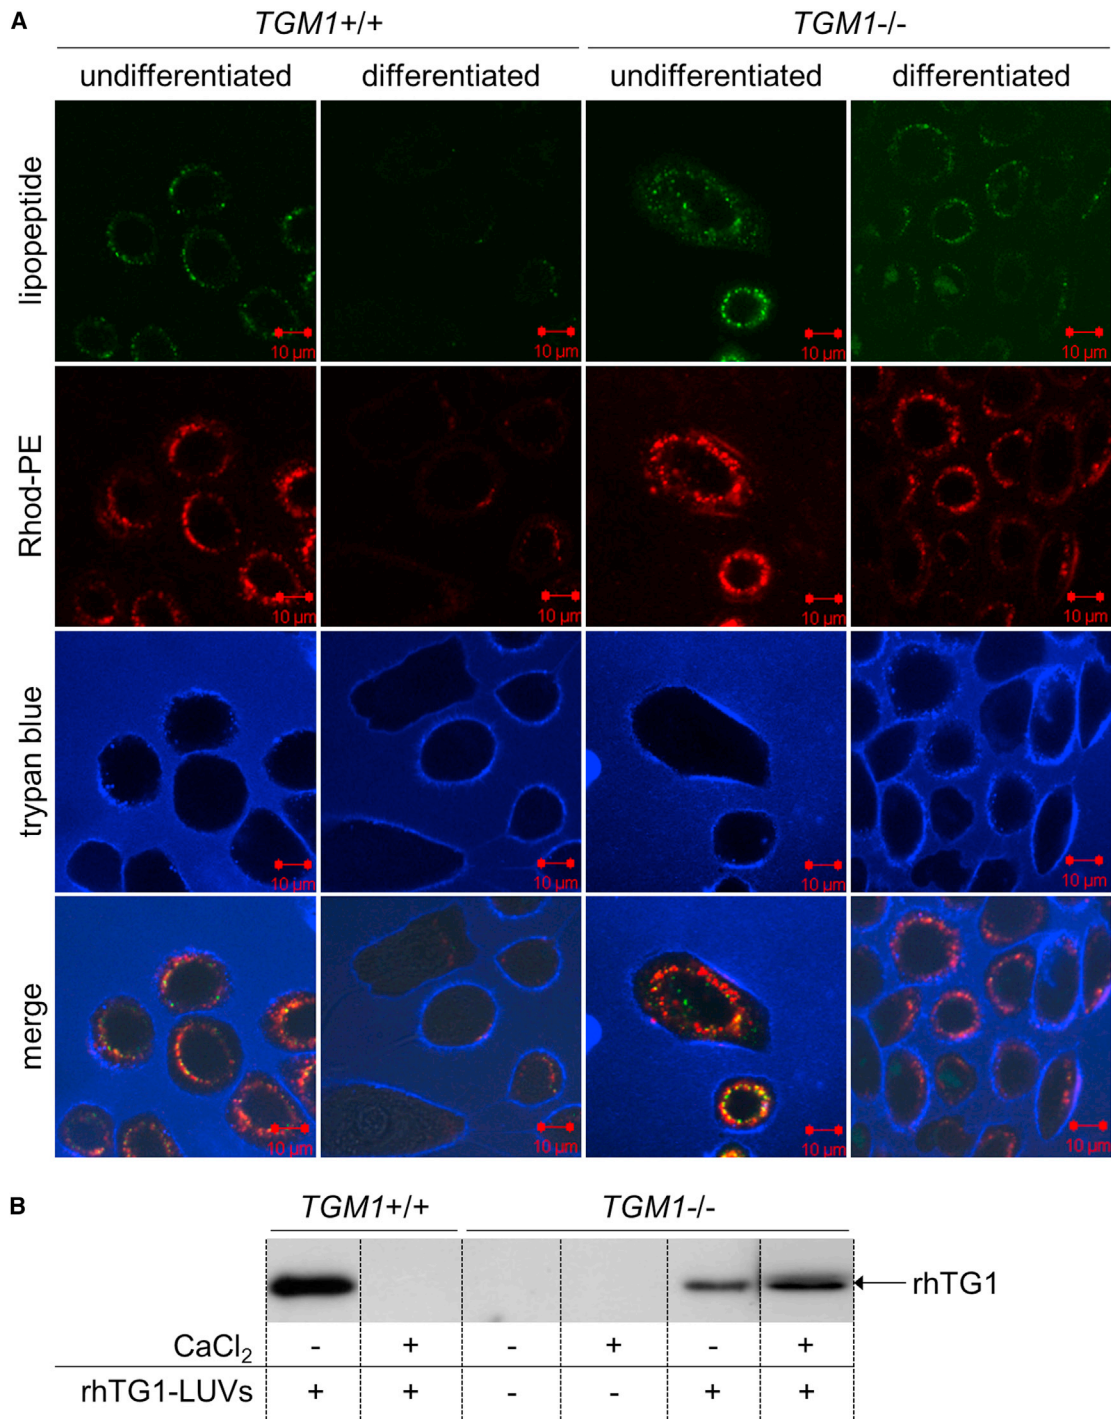 A
TGM1+/+ TGM1-/-
undifferentiated differentiated undifferentiated differentiated
lipopeptide
10 µm 10 µm 10 µm 10 µm
Rhod-PE
10 µm 10 µm 10 µm 10 µm
trypan blue
10 µm 10 µm 10 µm 10 µm
merge
10 µm 10 µm 10 µm 10 µm
B
TGM1+/+ TGM1-/-
rhTG1
CaCl₂ - + - + - +
rhTG1-LUVs + + - - + +